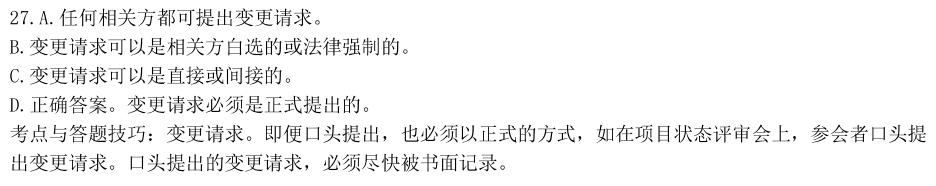 27.A.任何相关方都可提出变更请求。
B.变更请求可以是相关方白选的或法律强制的。
C.变更请求可以是直接或间接的。
D.正确答案。变更请求必须是正式提出的。
考点与答题技巧：变更请求。即便口头提出，也必须以正式的方式，如在项目状态评审会上，参会者口头提
出变更请求。口头提出的变更请求，必须尽快被书面记录。